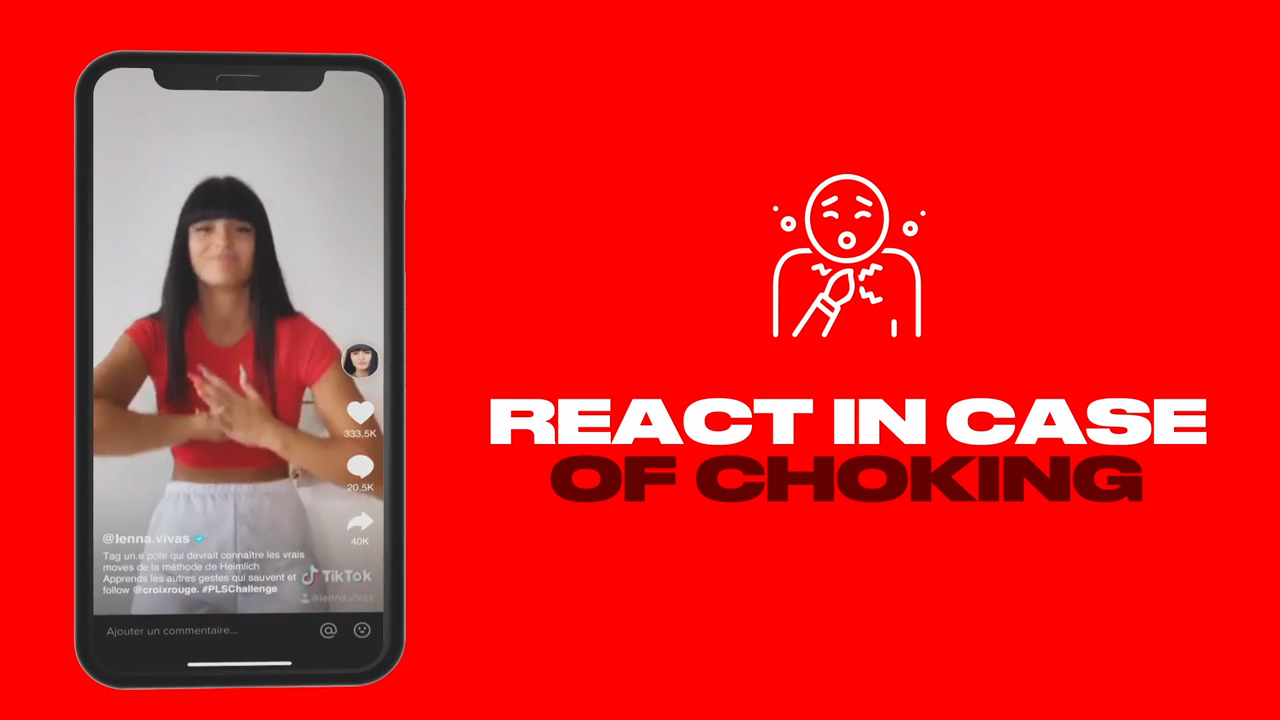 333,5K
20,5K
40K
@lenna.vivas
Tag un.e pote qui devrait connaître les vrais
moves de la méthode de Heimlich
Apprends les autres gestes qui sauvent et
follow @croixrouge. #PLSChallenge
TikTok
@lenna.vivas
Ajouter un commentaire...
REACT IN CASE
OF CHOKING